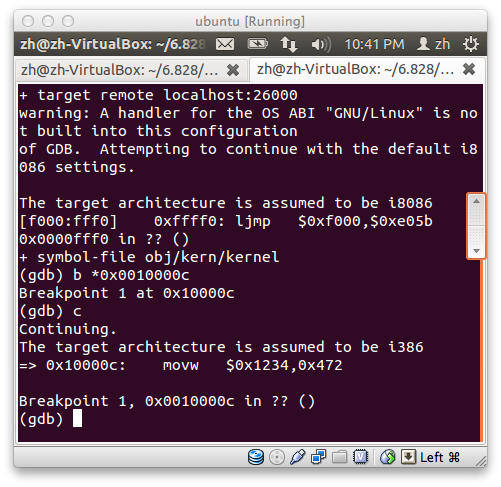 ubuntu [Running]
zh@zh-VirtualBox: ~/6.828 10:41 PM zh
zh@zh-VirtualBox: ~/6.828/... zh@zh-VirtualBox: ~/6.828/...
+ target remote localhost:26000
warning: A handler for the OS ABI "GNU/Linux" is no
t built into this configuration
of GDB.  Attempting to continue with the default i8
086 settings.
The target architecture is assumed to be i8086
[f000:fff0]    0xffff0: ljmp   $0xf000,$0xe05b
0x0000fff0 in ?? ()
+ symbol-file obj/kern/kernel
(gdb) b *0x0010000c
Breakpoint 1 at 0x10000c
(gdb) c
Continuing.
The target architecture is assumed to be i386
=> 0x10000c:    movw   $0x1234,0x472
Breakpoint 1, 0x0010000c in ?? ()
(gdb)
Left ⌘